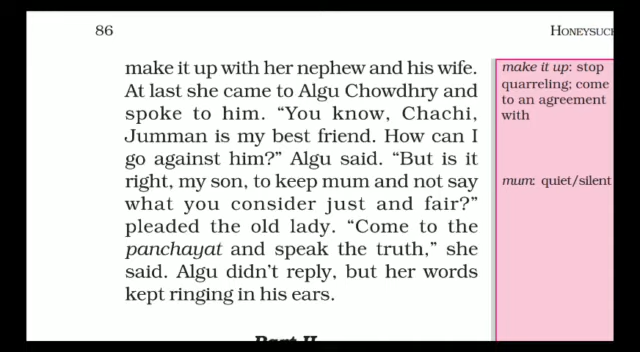 86
HONEYSUC
make it up with her nephew and his wife.
At last she came to Algu Chowdhry and
spoke to him. “You know, Chachi,
Jumman is my best friend. How can I
go against him?” Algu said. “But is it
right, my son, to keep mum and not say
what you consider just and fair?”
pleaded the old lady. “Come to the
panchayat and speak the truth,” she
said. Algu didn’t reply, but her words
kept ringing in his ears.
make it up: stop
quarreling; come
to an agreement
with
mum: quiet/silent
Part II